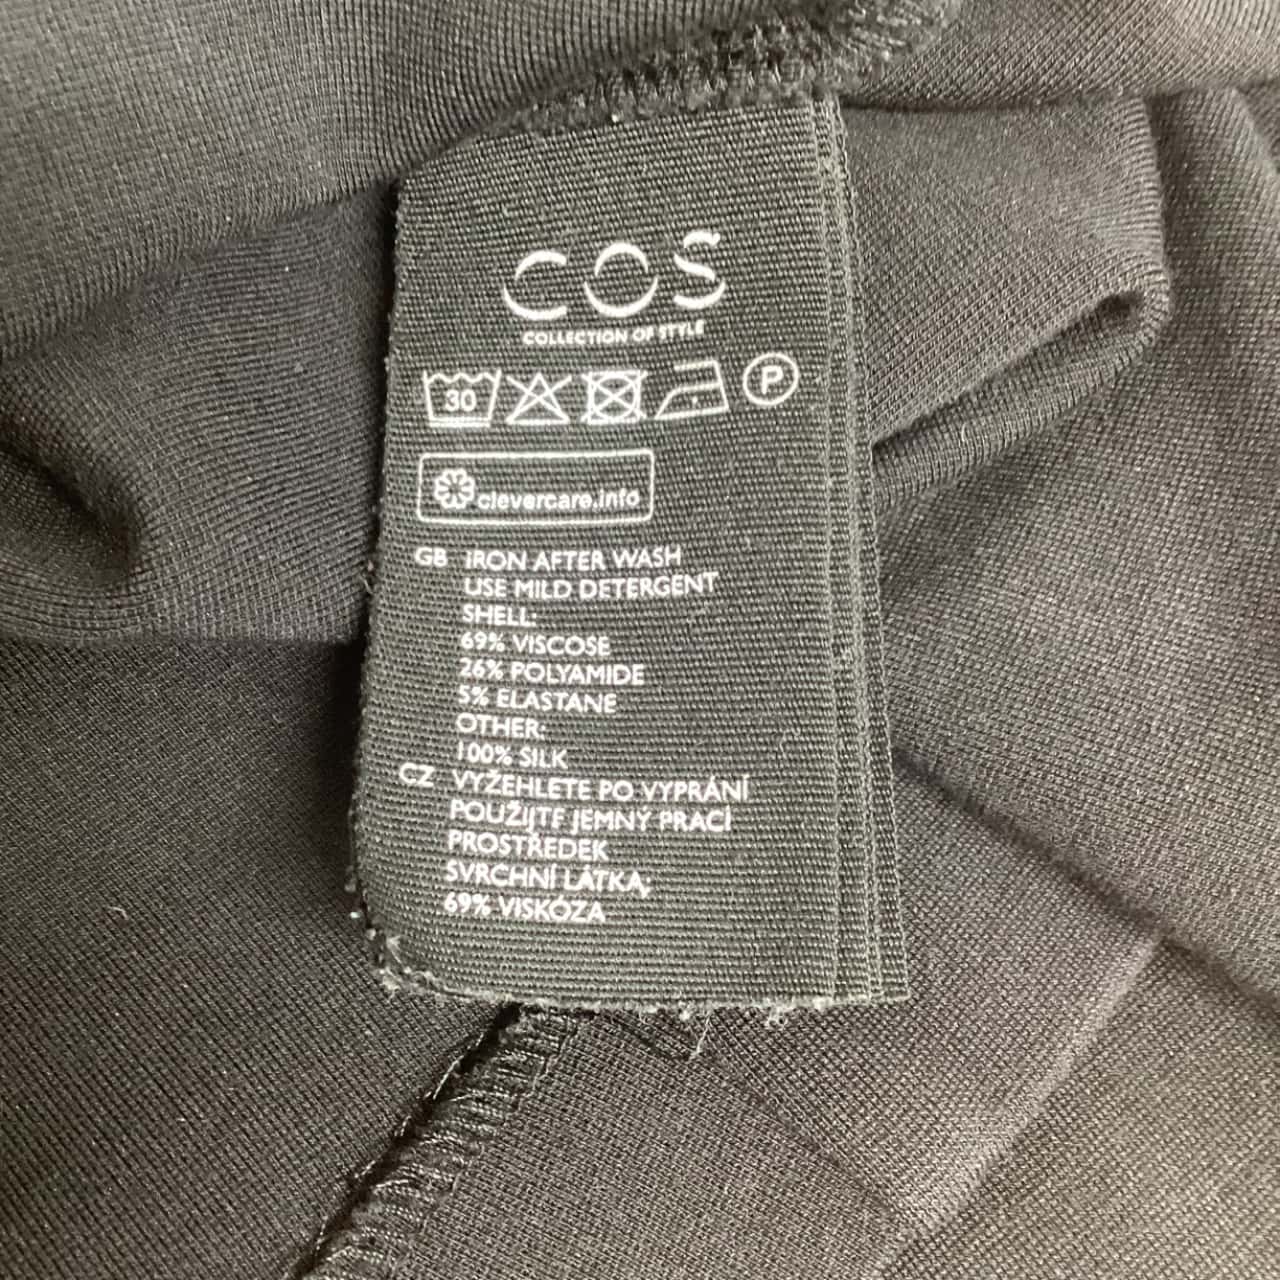 COS
COLLECTION OF STYLE
30 P
clevercare.info
GB IRON AFTER WASH
USE MILD DETERGENT
SHELL:
69% VISCOSE
26% POLYAMIDE
5% ELASTANE
OTHER:
100% SILK
CZ VYŽEHLETE PO VYPRÁNÍ
POUŽIJTE JEMNÝ PRACÍ
PROSTŘEDEK
SVRCHNÍ LÁTKA;
69% VISKÓZA